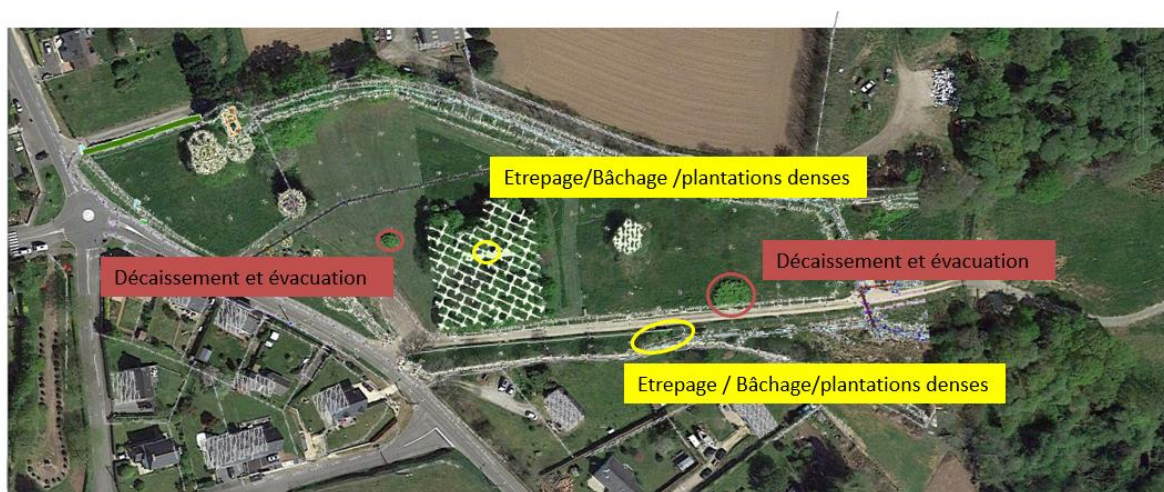 Etrepage/Bâchage /plantations denses
Décaissement et évacuation
Décaissement et évacuation
Etrepage / Bâchage/plantations denses